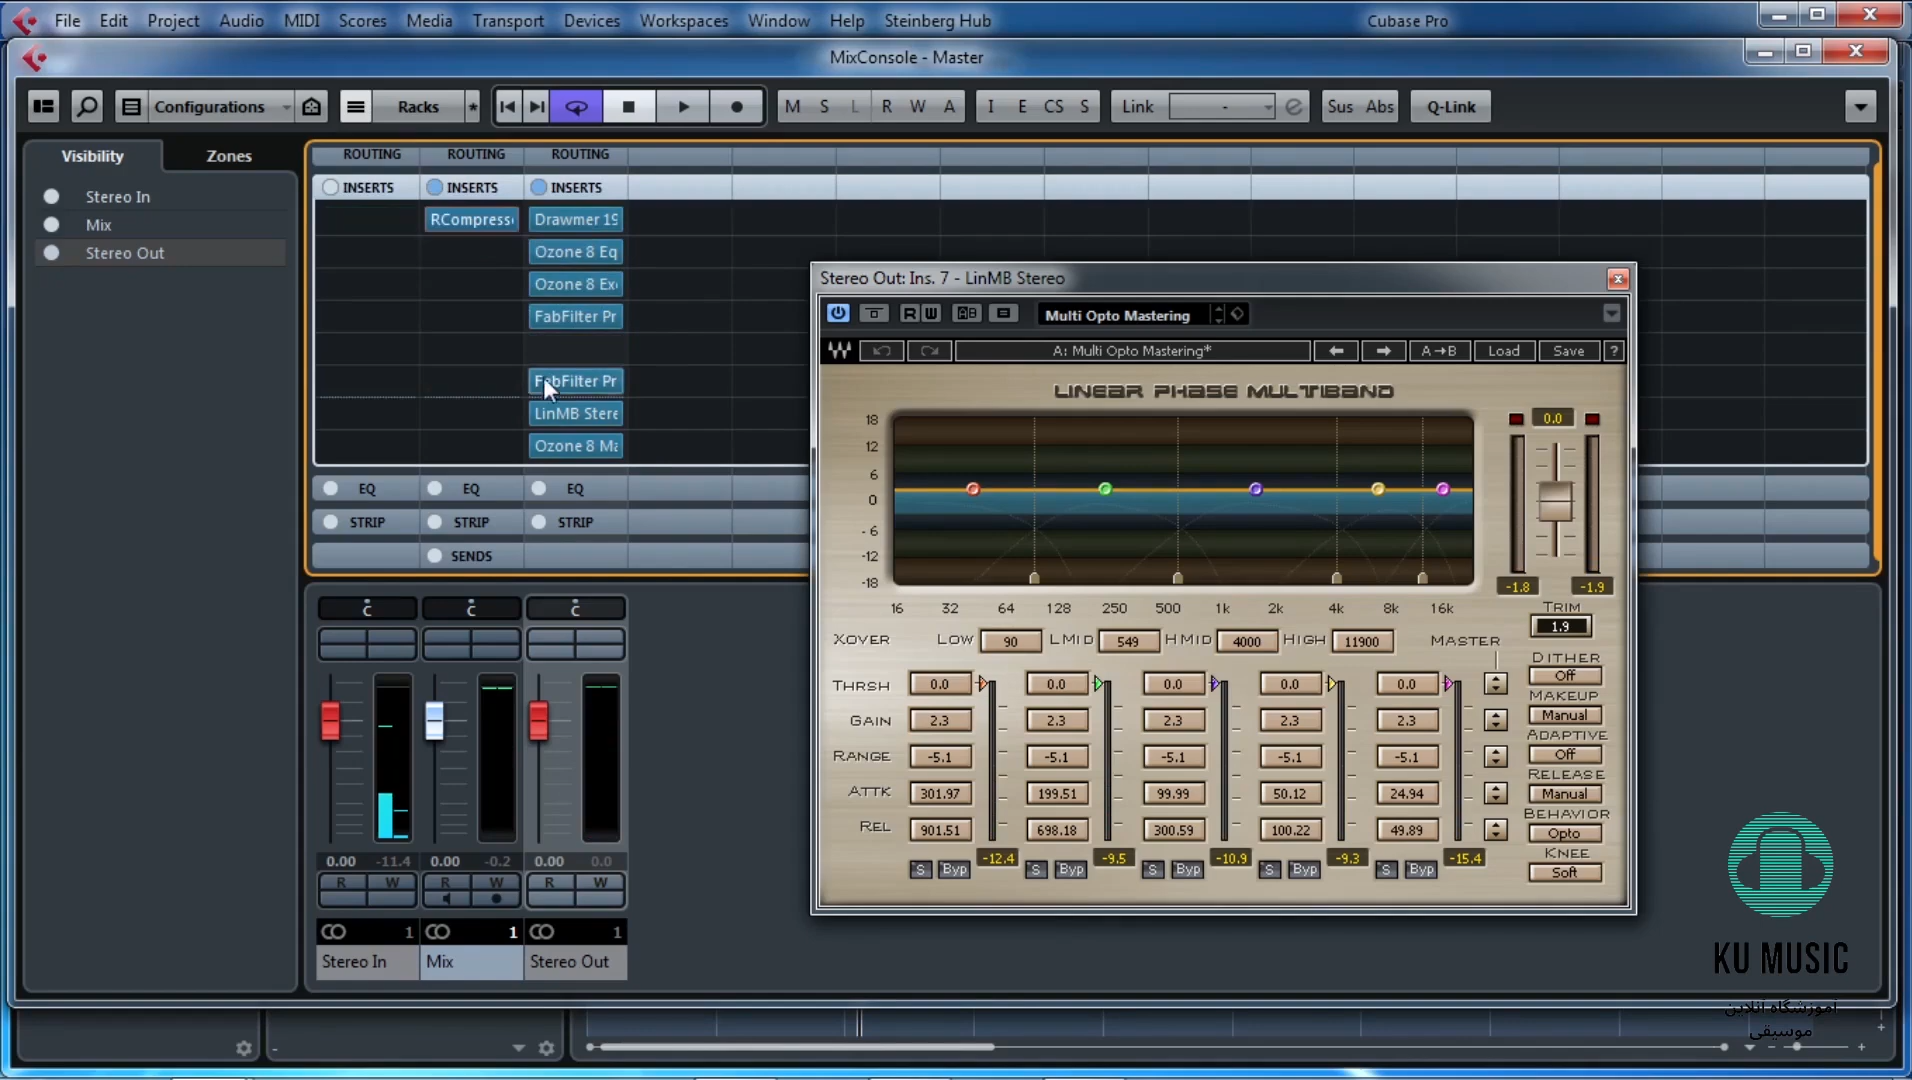 File Edit Project Audio MIDI Scores Media Transport Devices Workspaces Window Help Steinberg Hub Cubase Pro
MixConsole - Master
Configurations Racks * M S L R W A I E CS S Link - Sus Abs Q-Link
Visibility Zones
Stereo In
Mix
Stereo Out
ROUTING ROUTING ROUTING
INSERTS INSERTS INSERTS
RCompress Drawmer 19
Ozone 8 Eq
Ozone 8 Ex
FabFilter Pr
FabFilter Pr
LinMB Stere
Ozone 8 Ma
EQ EQ EQ
STRIP STRIP STRIP
SENDS
C C C
0.00 -11.4 0.00 -0.2 0.00 0.0
R W R W R W
1 1 1
Stereo In Mix Stereo Out
Stereo Out: Ins. 7 - LinMB Stereo
R W Multi Opto Mastering
A: Multi Opto Mastering* A→B Load Save ?
LINEAR PHASE MULTIBAND
18
12
6
0
-6
-12
-18
0.0
-1.8 -1.9
16 32 64 128 250 500 1k 2k 4k 8k 16k
TRIM
1.9
XOVER LOW 90 LMID 549 HMID 4000 HIGH 11900 MASTER
THRSH 0.0 0.0 0.0 0.0 0.0
GAIN 2.3 2.3 2.3 2.3 2.3
RANGE -5.1 -5.1 -5.1 -5.1 -5.1
ATTK 301.97 199.51 99.99 50.12 24.94
REL 901.51 698.18 300.59 100.22 49.89
-12.4 -9.5 -10.9 -9.3 -15.4
S Byp S Byp S Byp S Byp S Byp
DITHER
Off
MAKEUP
Manual
ADAPTIVE
Off
RELEASE
Manual
BEHAVIOR
Opto
KNEE
Soft
KU MUSIC
آموزشگاه آنلاین
موسیقی